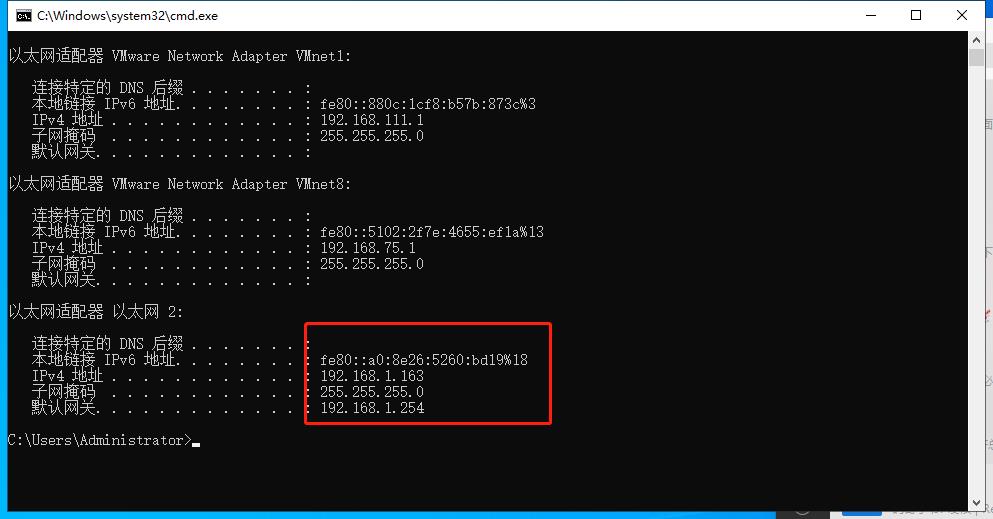 C:\Windows\system32\cmd.exe
以太网适配器 VMware Network Adapter VMnet1:
连接特定的 DNS 后缀 . . . . . . . :
本地链接 IPv6 地址. . . . . . . . : fe80::880c:1cf8:b57b:873c%3
IPv4 地址 . . . . . . . . . . . . : 192.168.111.1
子网掩码 . . . . . . . . . . . . : 255.255.255.0
默认网关. . . . . . . . . . . . . :
以太网适配器 VMware Network Adapter VMnet8:
连接特定的 DNS 后缀 . . . . . . . :
本地链接 IPv6 地址. . . . . . . . : fe80::5102:2f7e:4655:ef1a%13
IPv4 地址 . . . . . . . . . . . . : 192.168.75.1
子网掩码 . . . . . . . . . . . . : 255.255.255.0
默认网关. . . . . . . . . . . . . :
以太网适配器 以太网 2:
连接特定的 DNS 后缀 . . . . . . . :
本地链接 IPv6 地址. . . . . . . . : fe80::a0:8e26:5260:bd19%18
IPv4 地址 . . . . . . . . . . . . : 192.168.1.163
子网掩码 . . . . . . . . . . . . : 255.255.255.0
默认网关. . . . . . . . . . . . . : 192.168.1.254
C:\Users\Administrator>